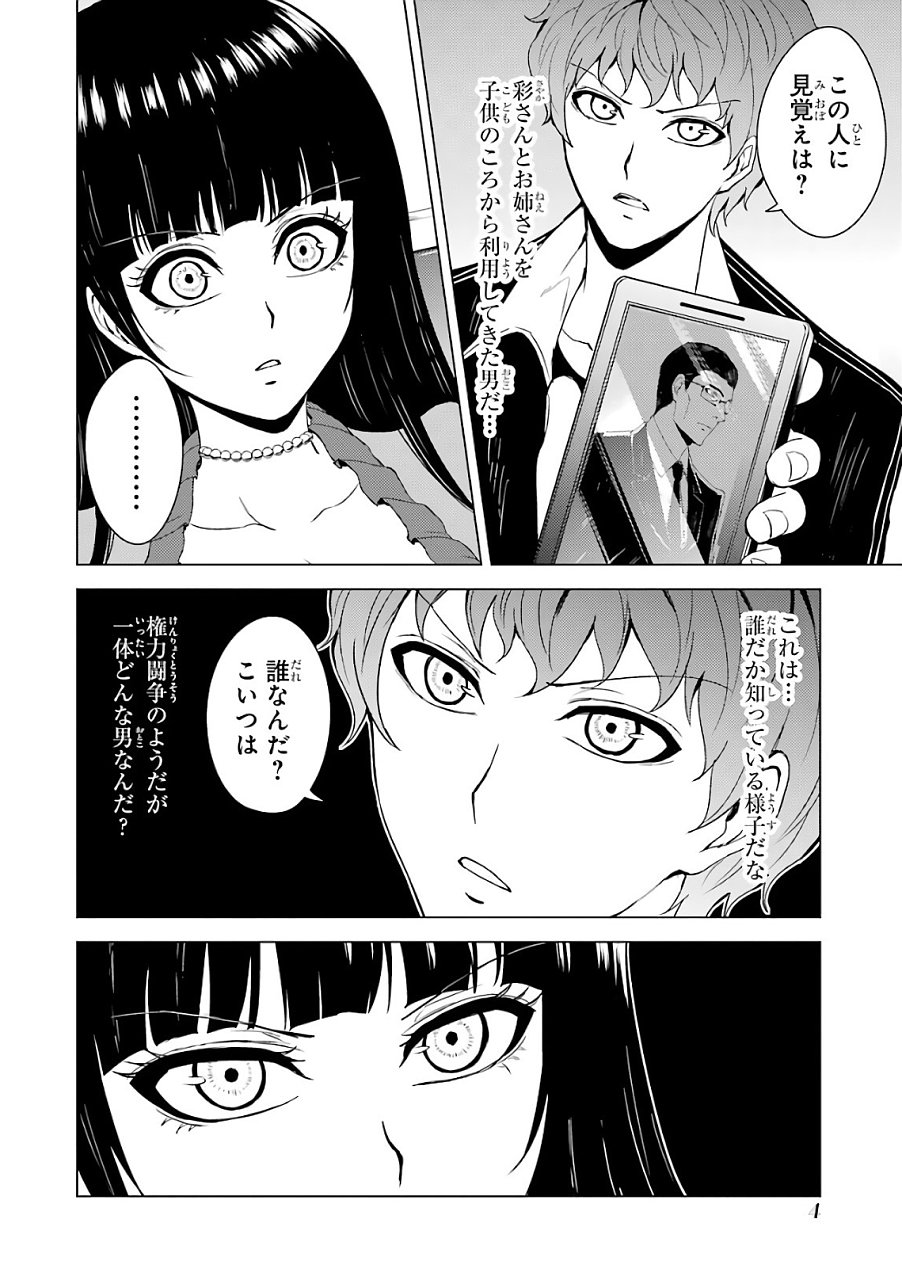 この人に
見覚えは？
彩さんとお姉さんを
子供のころから利用してきた男だ…
………
これは…
誰だか知っている様子だな
誰なんだ？
こいつは
権力闘争のようだが
一体どんな男なんだ？
4